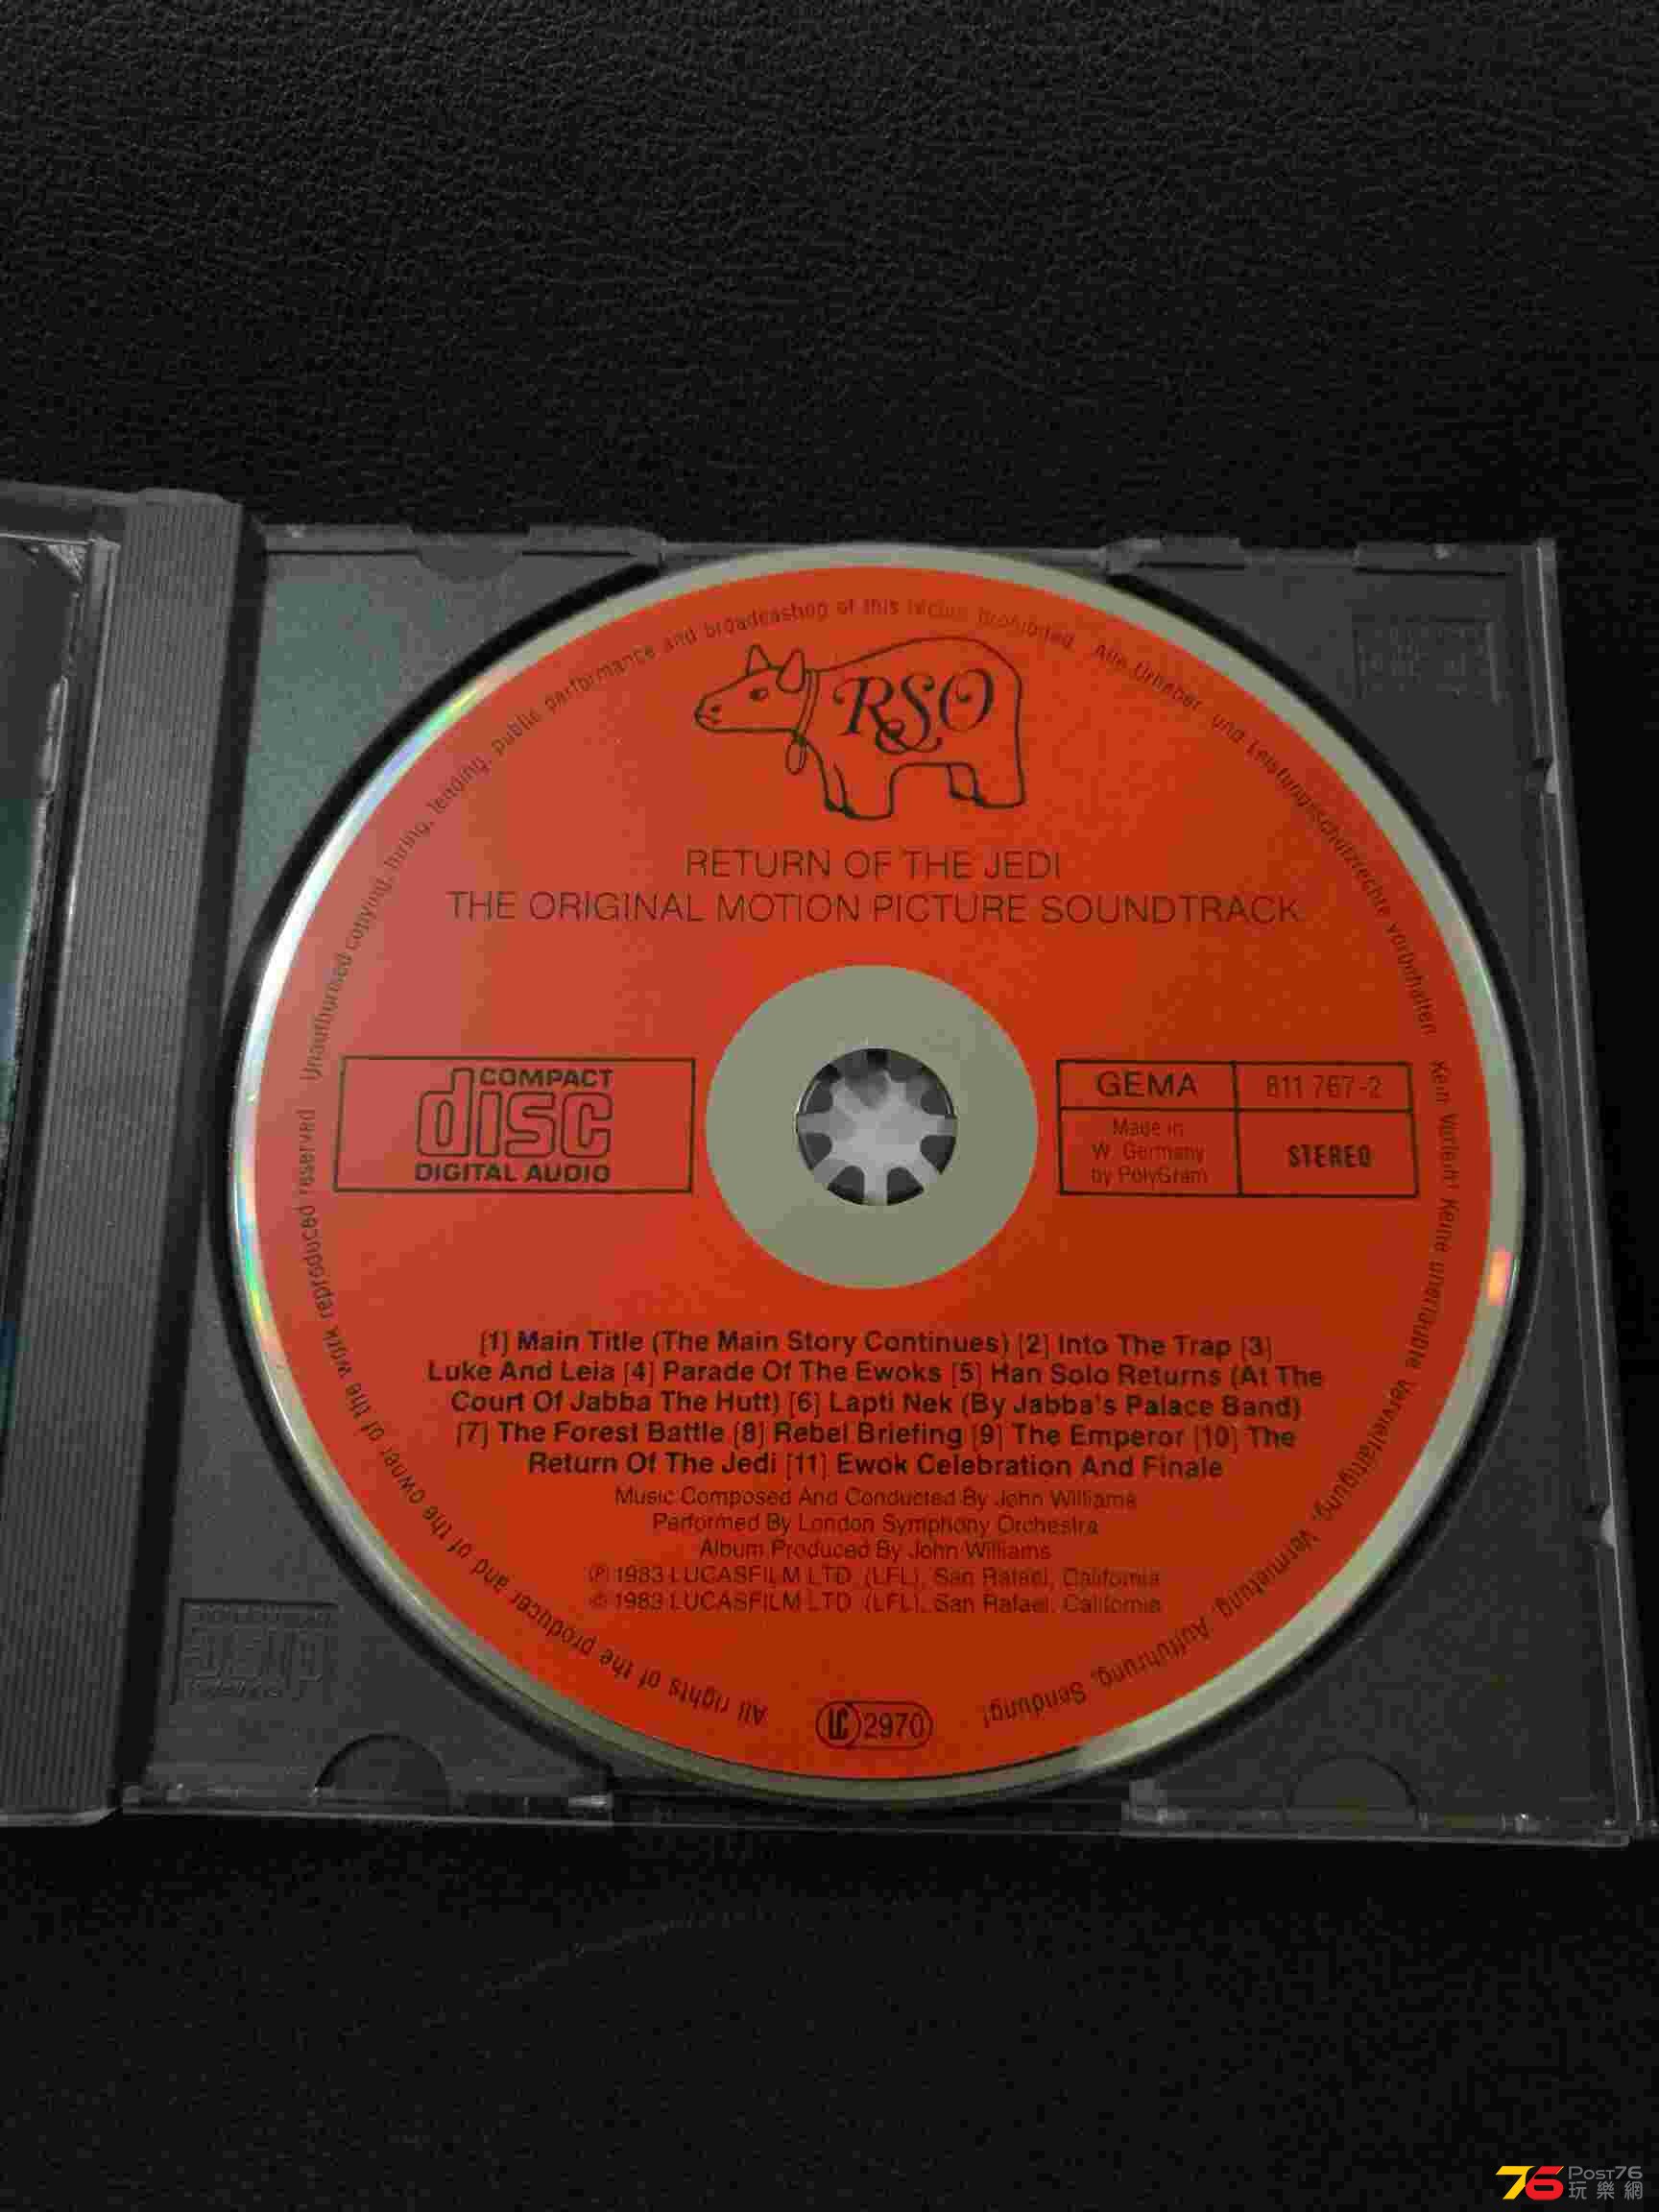 RSO
RETURN OF THE JEDI
THE ORIGINAL MOTION PICTURE SOUNDTRACK
COMPACT
disc
DIGITAL AUDIO
GEMA
811 767-2
Made in
W. Germany
by PolyGram
STEREO
[1] Main Title (The Main Story Continues) [2] Into The Trap [3]
Luke And Leia [4] Parade Of The Ewoks [5] Han Solo Returns (At The
Court Of Jabba The Hutt) [6] Lapti Nek (By Jabba's Palace Band)
[7] The Forest Battle [8] Rebel Briefing [9] The Emperor [10] The
Return Of The Jedi [11] Ewok Celebration And Finale
Music Composed And Conducted By John Williams
Performed By London Symphony Orchestra
Album Produced By John Williams
℗ 1983 LUCASFILM LTD. (LFL), San Rafael, California
© 1983 LUCASFILM LTD. (LFL), San Rafael, California
LC 2970
All rights of the producer and of the owner of the work reproduced reserved Unauthorised copying, hiring, lending, public performance and broadcasting of this prohibited. Alle Urheber- und Leistungsschutzrechte vorbehalten. Kein Verleih! Keine unerlaubte Vervielfältigung, Vermietung, Aufführung, Sendung!
76 POST76
玩樂網